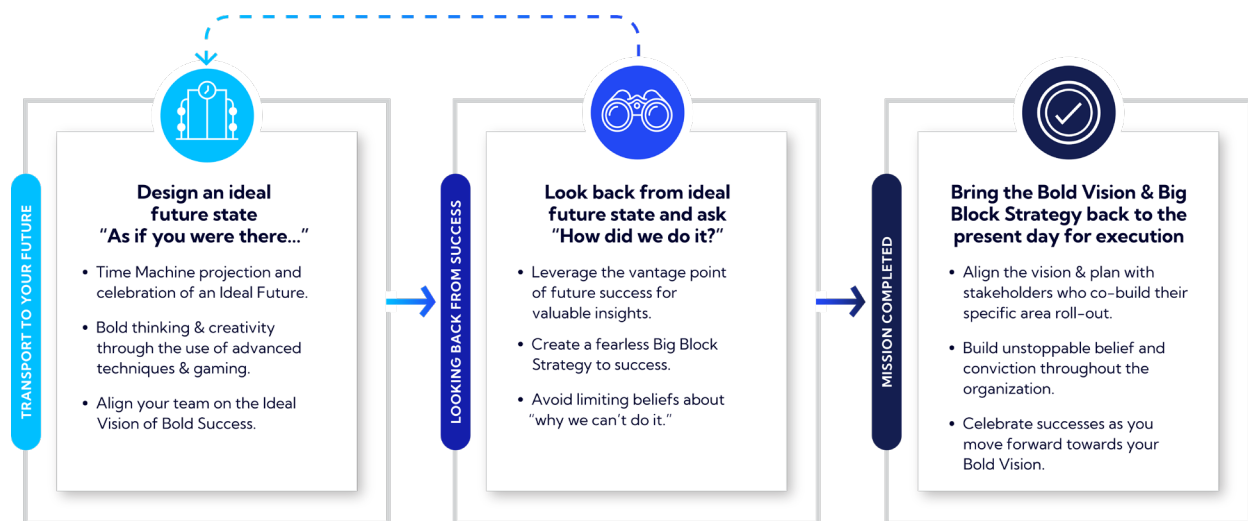 TRANSPORT TO YOUR FUTURE
Design an ideal
future state
“As if you were there...”
• Time Machine projection and
celebration of an Ideal Future.
• Bold thinking & creativity
through the use of advanced
techniques & gaming.
• Align your team on the Ideal
Vision of Bold Success.
LOOKING BACK FROM SUCCESS
Look back from ideal
future state and ask
“How did we do it?”
• Leverage the vantage point
of future success for
valuable insights.
• Create a fearless Big Block
Strategy to success.
• Avoid limiting beliefs about
“why we can’t do it.”
MISSION COMPLETED
Bring the Bold Vision & Big
Block Strategy back to the
present day for execution
• Align the vision & plan with
stakeholders who co-build their
specific area roll-out.
• Build unstoppable belief and
conviction throughout the
organization.
• Celebrate successes as you
move forward towards your
Bold Vision.